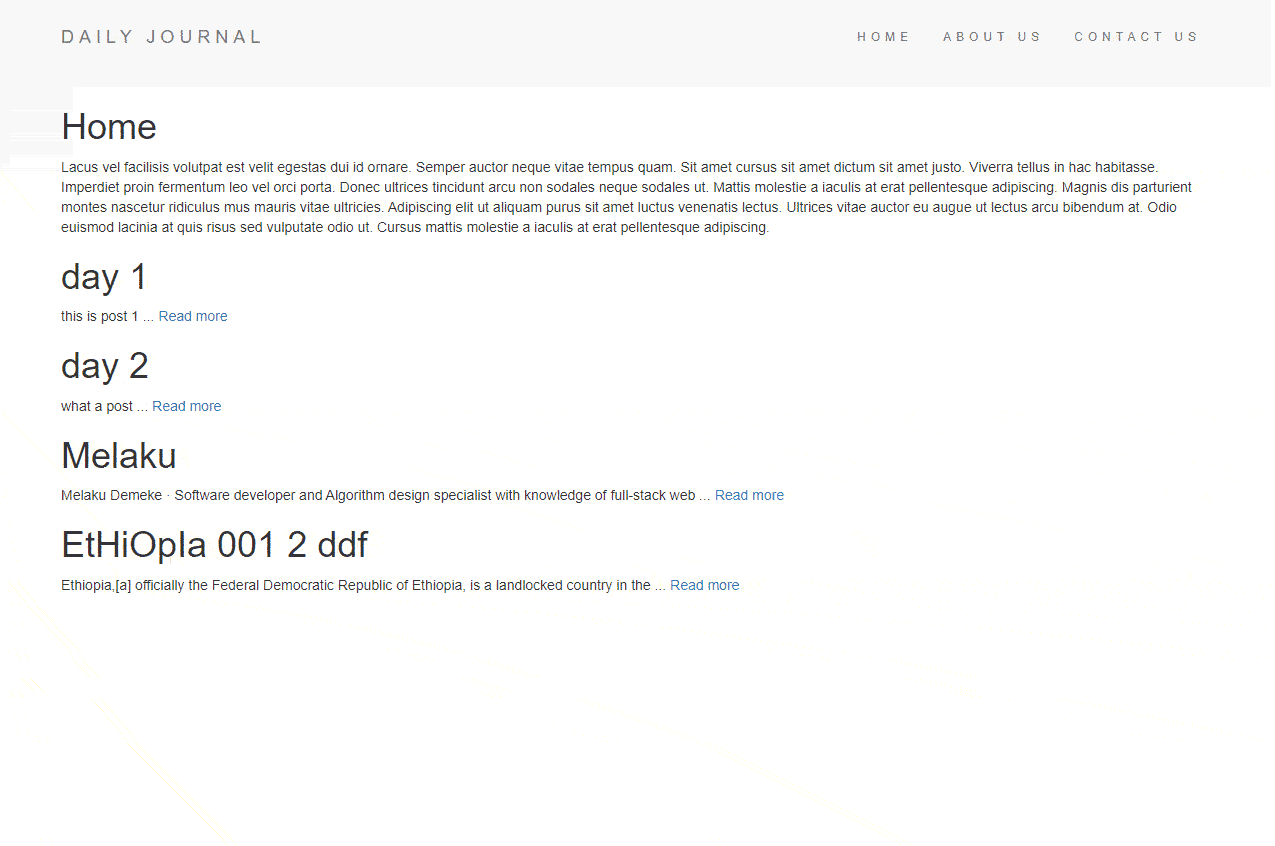 DAILY JOURNAL
HOME ABOUT US CONTACT US
Home
Lacus vel facilisis volutpat est velit egestas dui id ornare. Semper auctor neque vitae tempus quam. Sit amet cursus sit amet dictum sit amet justo. Viverra tellus in hac habitasse.
Imperdiet proin fermentum leo vel orci porta. Donec ultrices tincidunt arcu non sodales neque sodales ut. Mattis molestie a iaculis at erat pellentesque adipiscing. Magnis dis parturient
montes nascetur ridiculus mus mauris vitae ultricies. Adipiscing elit ut aliquam purus sit amet luctus venenatis lectus. Ultrices vitae auctor eu augue ut lectus arcu bibendum at. Odio
euismod lacinia at quis risus sed vulputate odio ut. Cursus mattis molestie a iaculis at erat pellentesque adipiscing.
day 1
this is post 1 ... Read more
day 2
what a post ... Read more
Melaku
Melaku Demeke · Software developer and Algorithm design specialist with knowledge of full-stack web ... Read more
EtHiOpIa 001 2 ddf
Ethiopia,[a] officially the Federal Democratic Republic of Ethiopia, is a landlocked country in the ... Read more